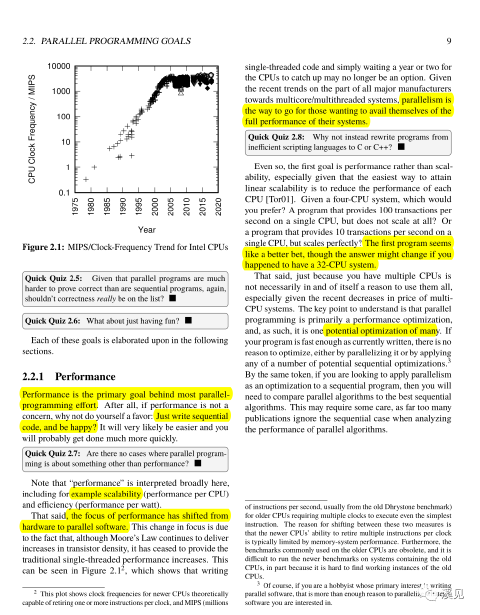 2.2. PARALLEL PROGRAMMING GOALS
9
10000
1000
100
10
1
0.1
CPU Clock Frequency / MIPS
1975
1980
1985
1990
1995
2000
2005
2010
2015
2020
Year
Figure 2.1: MIPS/Clock-Frequency Trend for Intel CPUs
Quick Quiz 2.5: Given that parallel programs are much
harder to prove correct than are sequential programs, again,
shouldn't correctness really be on the list? ■
Quick Quiz 2.6: What about just having fun? ■
Each of these goals is elaborated upon in the following
sections.
2.2.1 Performance
Performance is the primary goal behind most parallel-
programming effort. After all, if performance is not a
concern, why not do yourself a favor: Just write sequential
code, and be happy? It will very likely be easier and you
will probably get done much more quickly.
Quick Quiz 2.7: Are there no cases where parallel program-
ming is about something other than performance? ■
Note that "performance" is interpreted broadly here,
including for example scalability (performance per CPU)
and efficiency (performance per watt).
That said, the focus of performance has shifted from
hardware to parallel software. This change in focus is due
to the fact that, although Moore's Law continues to deliver
increases in transistor density, it has ceased to provide the
traditional single-threaded performance increases. This
can be seen in Figure 2.1², which shows that writing
² This plot shows clock frequencies for newer CPUs theoretically
capable of retiring one or more instructions per clock, and MIPS (millions
single-threaded code and simply waiting a year or two for
the CPUs to catch up may no longer be an option. Given
the recent trends on the part of all major manufacturers
towards multicore/multithreaded systems, parallelism is
the way to go for those wanting to avail themselves of the
full performance of their systems.
Quick Quiz 2.8: Why not instead rewrite programs from
inefficient scripting languages to C or C++? ■
Even so, the first goal is performance rather than scal-
ability, especially given that the easiest way to attain
linear scalability is to reduce the performance of each
CPU [Tor01]. Given a four-CPU system, which would
you prefer? A program that provides 100 transactions per
second on a single CPU, but does not scale at all? Or
a program that provides 10 transactions per second on a
single CPU, but scales perfectly? The first program seems
like a better bet, though the answer might change if you
happened to have a 32-CPU system.
That said, just because you have multiple CPUs is
not necessarily in and of itself a reason to use them all,
especially given the recent decreases in price of multi-
CPU systems. The key point to understand is that parallel
programming is primarily a performance optimization,
and, as such, it is one potential optimization of many. If
your program is fast enough as currently written, there is no
reason to optimize, either by parallelizing it or by applying
any of a number of potential sequential optimizations.³
By the same token, if you are looking to apply parallelism
as an optimization to a sequential program, then you will
need to compare parallel algorithms to the best sequential
algorithms. This may require some care, as far too many
publications ignore the sequential case when analyzing
the performance of parallel algorithms.
of instructions per second, usually from the old Dhrystone benchmark)
for older CPUs requiring multiple clocks to execute even the simplest
instruction. The reason for shifting between these two measures is
that the newer CPUs' ability to retire multiple instructions per clock
is typically limited by memory-system performance. Furthermore, the
benchmarks commonly used on the older CPUs are obsolete, and it is
difficult to run the newer benchmarks on systems containing the old
CPUs, in part because it is hard to find working instances of the old
CPUs.
³ Of course, if you are a hobbyist whose primary interest is writing
parallel software, that is more than enough reason to
software you are interested in.